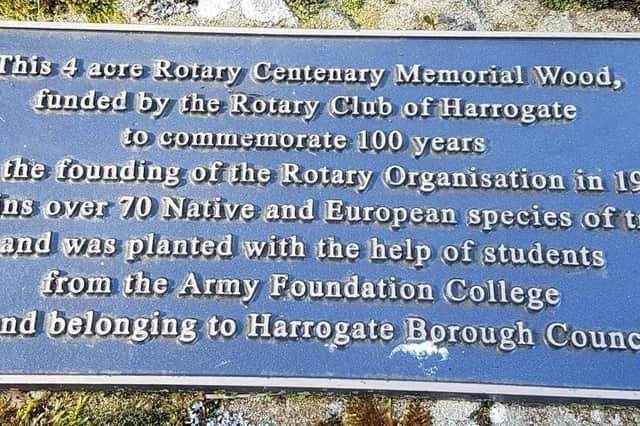 This 4 acre Rotary Centenary Memorial Wood,
funded by the Rotary Club of Harrogate
to commemorate 100 years
the founding of the Rotary Organisation in 19
ns over 70 Native and European species of t
and was planted with the help of students
from the Army Foundation College
nd belonging to Harrogate Borough Counc